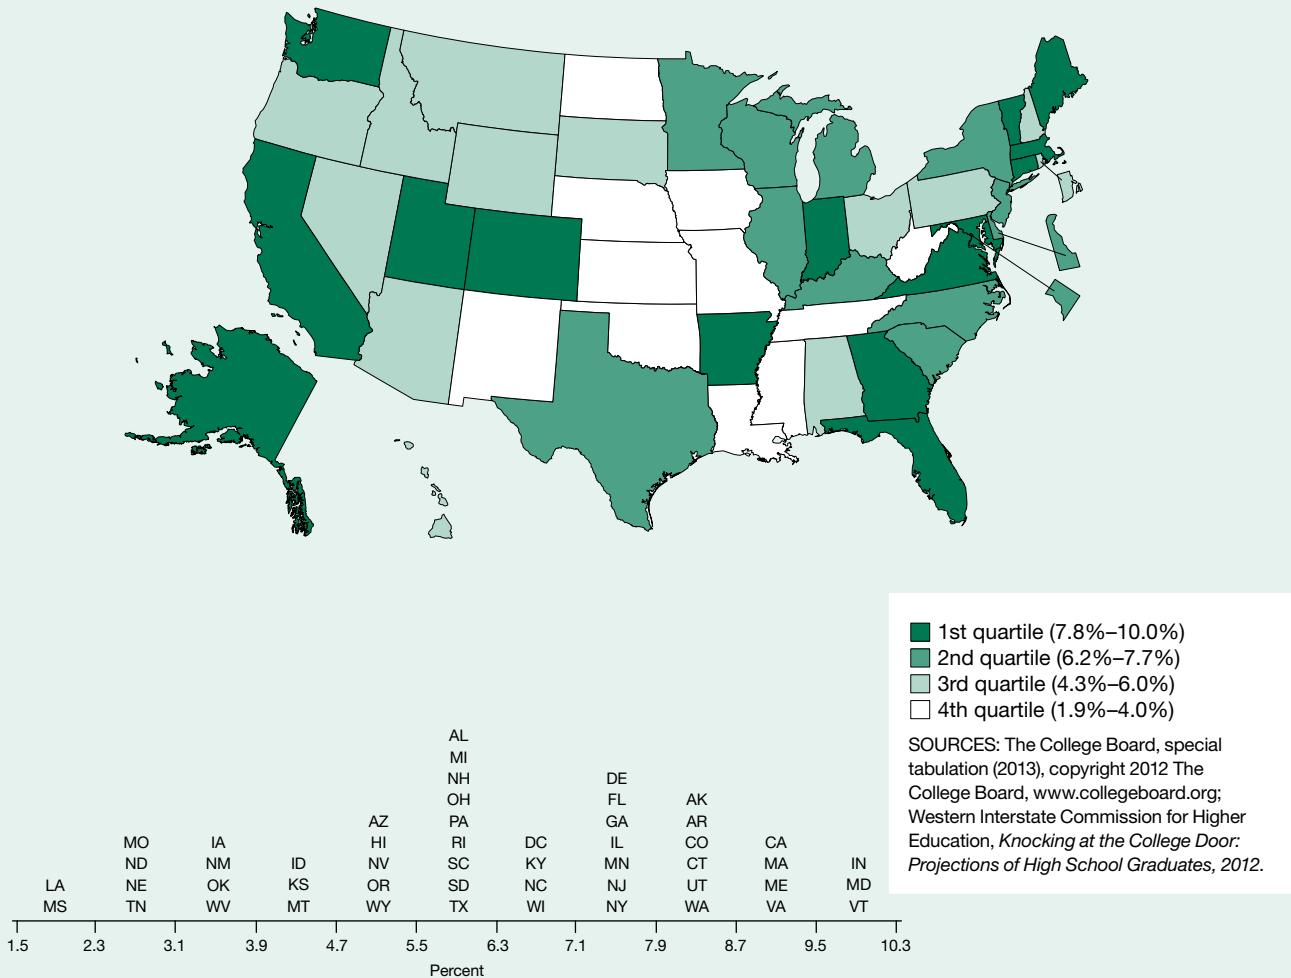 1st quartile (7.8%–10.0%)
2nd quartile (6.2%–7.7%)
3rd quartile (4.3%–6.0%)
4th quartile (1.9%–4.0%)
SOURCES: The College Board, special
tabulation (2013), copyright 2012 The
College Board, www.collegeboard.org;
Western Interstate Commission for Higher
Education, Knocking at the College Door:
Projections of High School Graduates, 2012.
AL
MI
NH DE
OH FL AK
AZ PA GA AR
MO IA HI RI DC IL CO CA
ND NM ID NV SC KY MN CT MA IN
LA NE OK KS OR SD NC NJ UT ME MD
MS TN WV MT WY TX WI NY WA VA VT
1.5 2.3 3.1 3.9 4.7 5.5 6.3 7.1 7.9 8.7 9.5 10.3
Percent